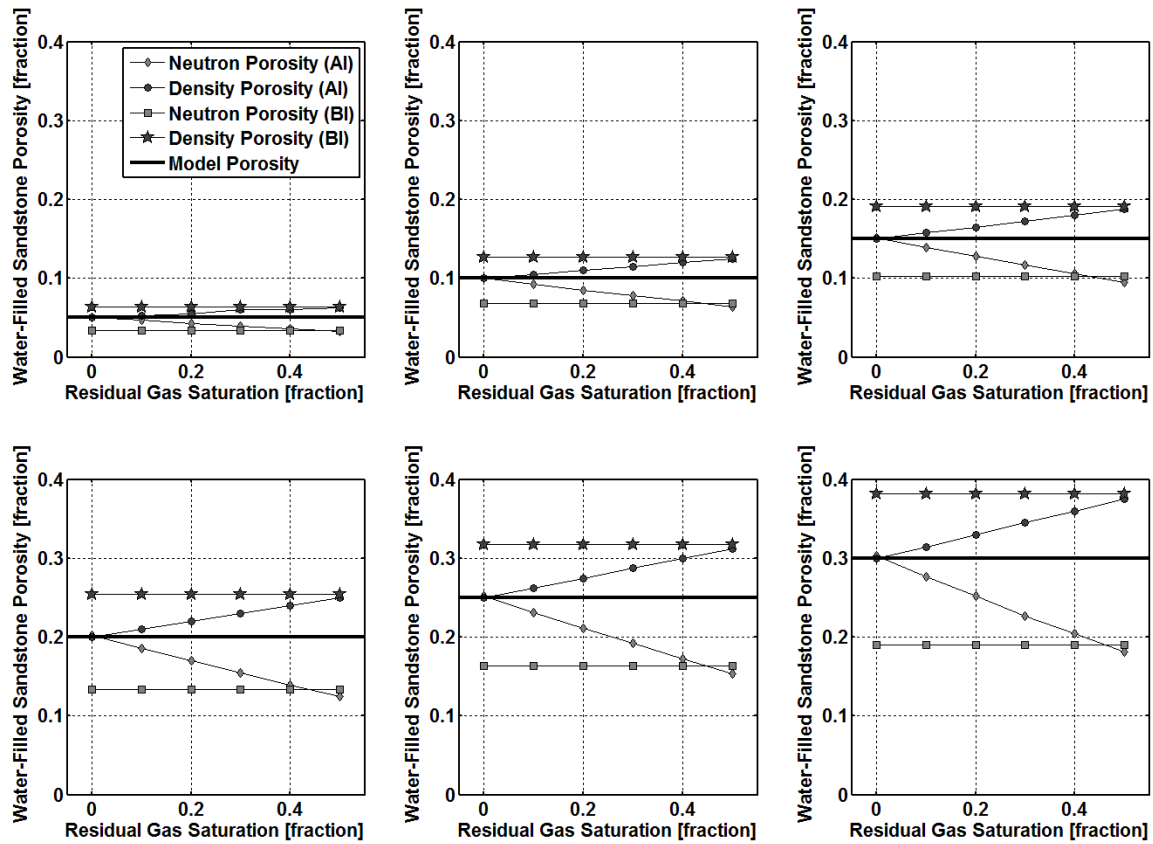 Water-Filled Sandstone Porosity [fraction]
0.4
0.3
0.2
0.1
0
Neutron Porosity (AI)
Density Porosity (AI)
Neutron Porosity (BI)
Density Porosity (BI)
Model Porosity
0 0.2 0.4
Residual Gas Saturation [fraction]
Water-Filled Sandstone Porosity [fraction]
0.4
0.3
0.2
0.1
0
0 0.2 0.4
Residual Gas Saturation [fraction]
Water-Filled Sandstone Porosity [fraction]
0.4
0.3
0.2
0.1
0
0 0.2 0.4
Residual Gas Saturation [fraction]
Water-Filled Sandstone Porosity [fraction]
0.4
0.3
0.2
0.1
0
0 0.2 0.4
Residual Gas Saturation [fraction]
Water-Filled Sandstone Porosity [fraction]
0.4
0.3
0.2
0.1
0
0 0.2 0.4
Residual Gas Saturation [fraction]
Water-Filled Sandstone Porosity [fraction]
0.4
0.3
0.2
0.1
0
0 0.2 0.4
Residual Gas Saturation [fraction]